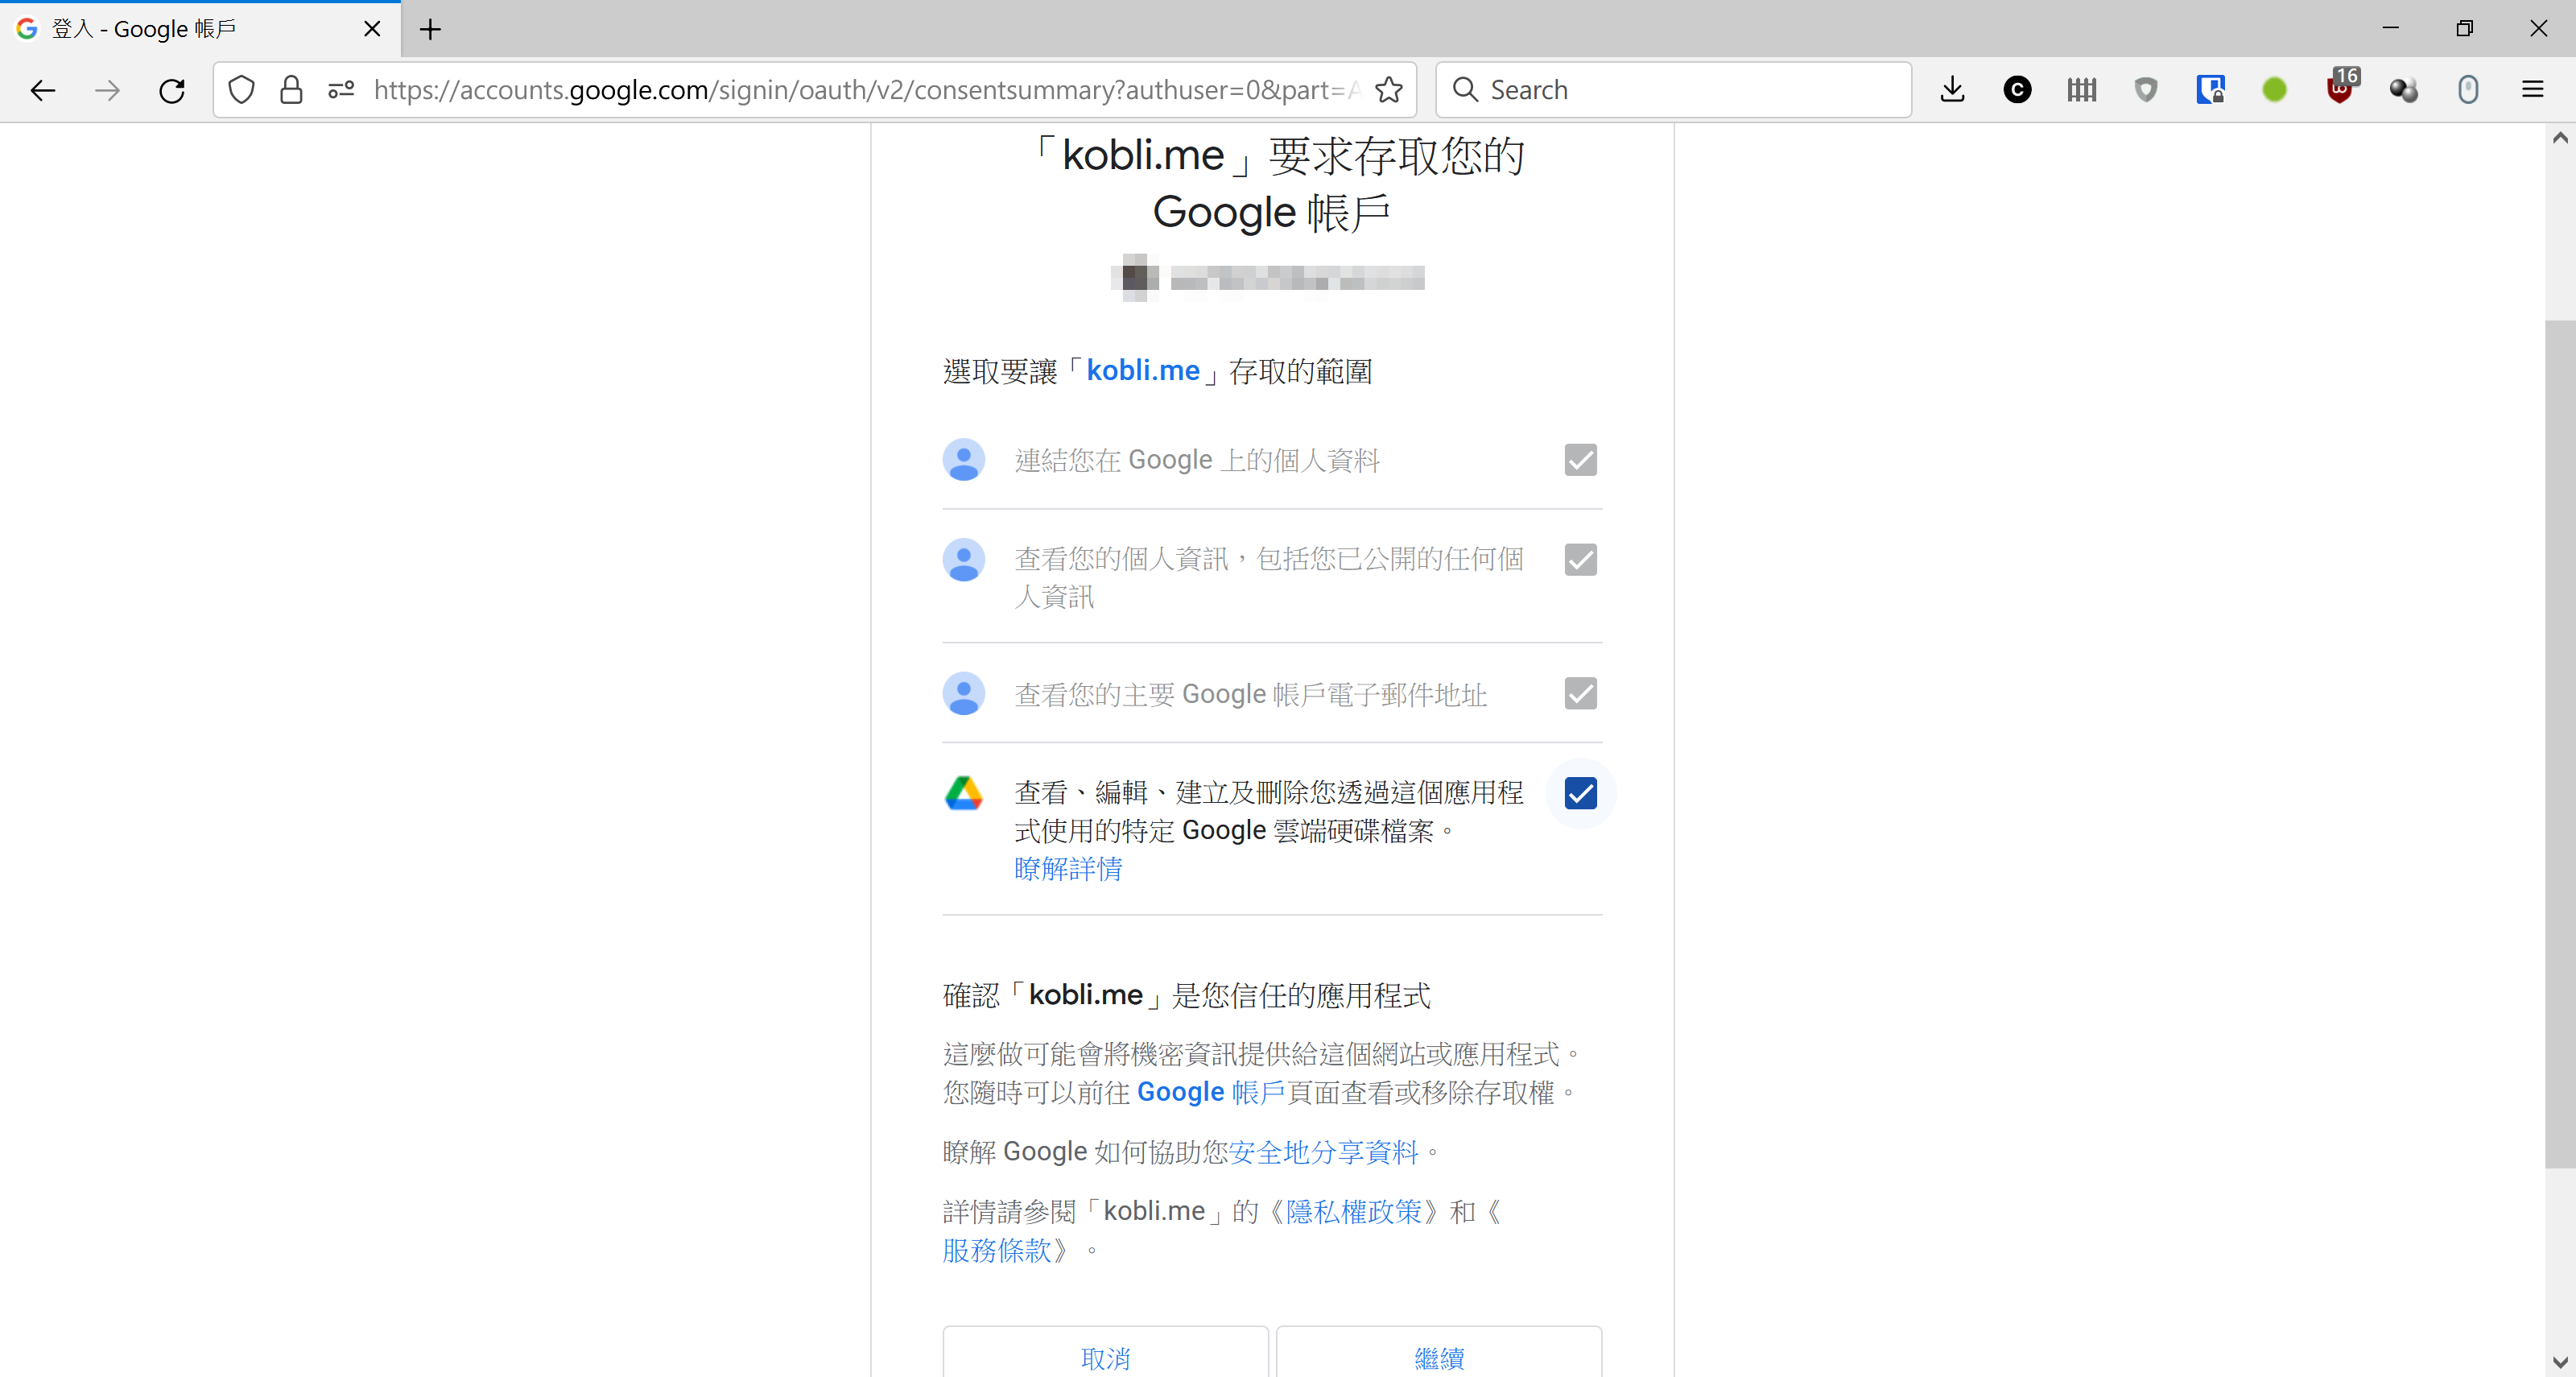 登入 - Google 帳戶
https://accounts.google.com/signin/oauth/v2/consentsummary?authuser=0&part=A
Search
16
「kobli.me」要求存取您的
Google 帳戶
選取要讓「kobli.me」存取的範圍
連結您在 Google 上的個人資料
查看您的個人資訊，包括您已公開的任何個
人資訊
查看您的主要 Google 帳戶電子郵件地址
查看、編輯、建立及刪除您透過這個應用程
式使用的特定 Google 雲端硬碟檔案。
瞭解詳情
確認「kobli.me」是您信任的應用程式
這麼做可能會將機密資訊提供給這個網站或應用程式。
您隨時可以前往 Google 帳戶頁面查看或移除存取權。
瞭解 Google 如何協助您安全地分享資料。
詳情請參閱「kobli.me」的《隱私權政策》和《
服務條款》。
取消
繼續